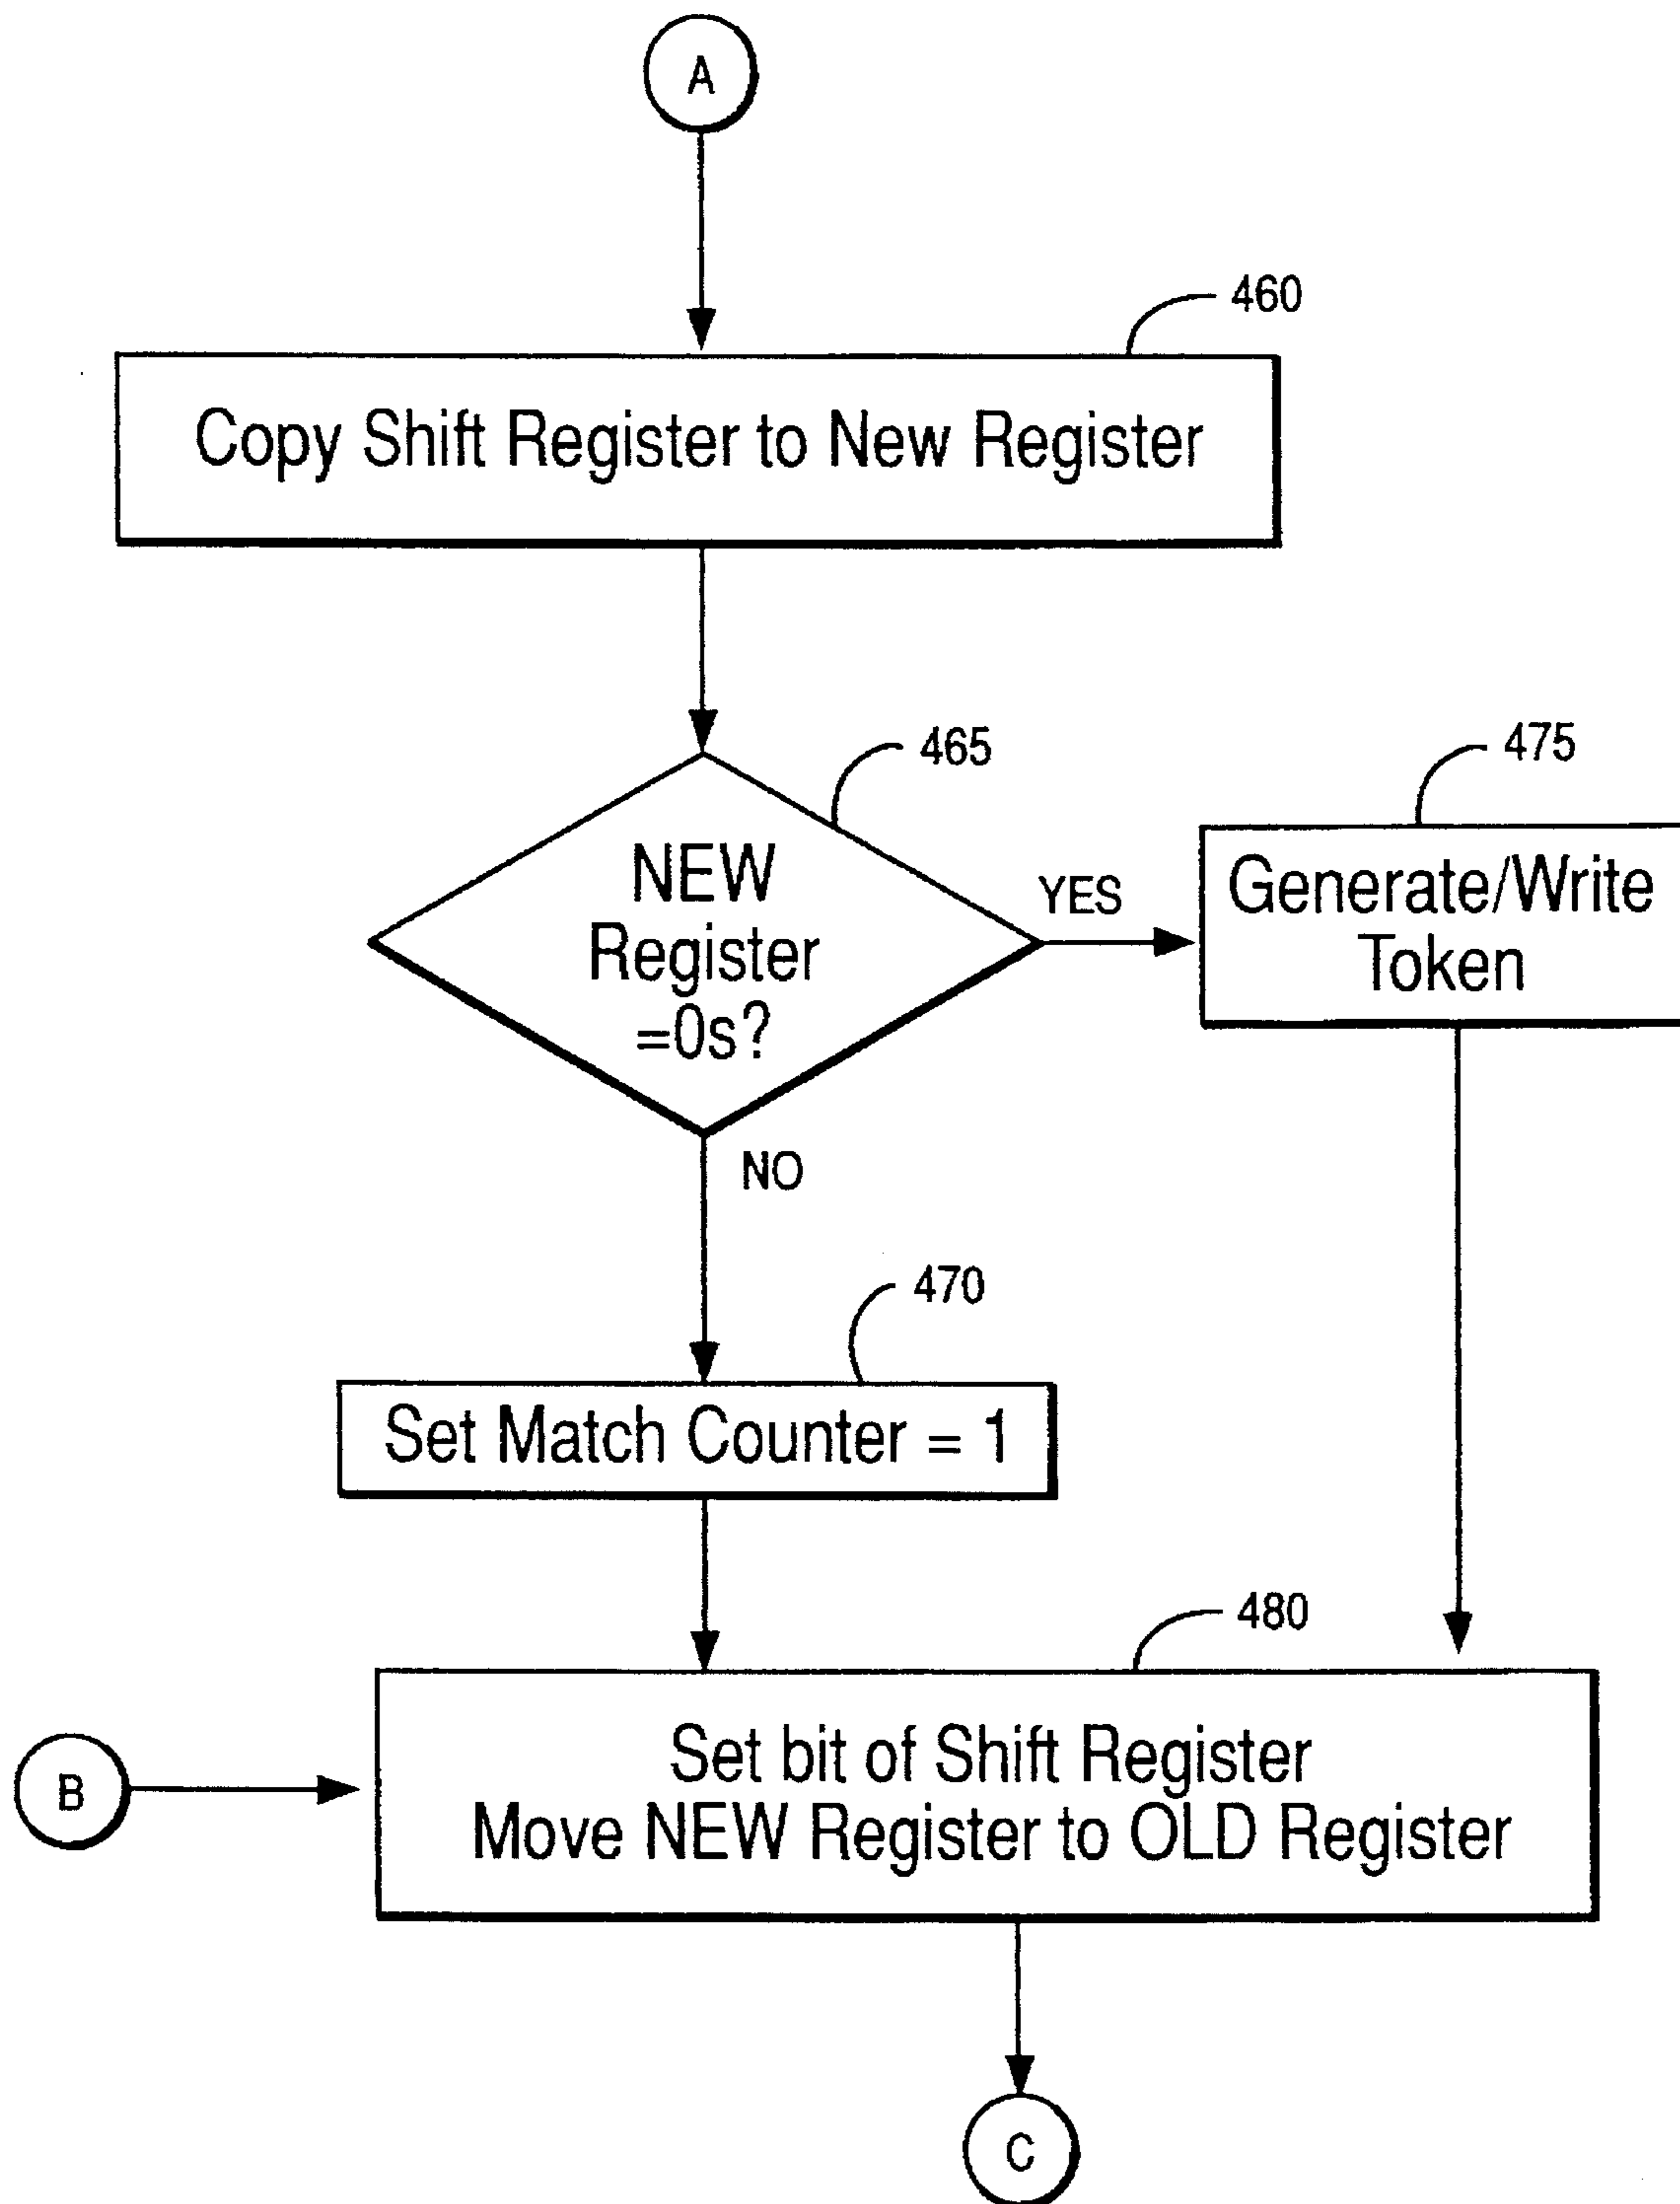 A
460
Copy Shift Register to New Register
465
NEW
Register
=0s?
YES
475
Generate/Write
Token
NO
470
Set Match Counter = 1
480
B
Set bit of Shift Register
Move NEW Register to OLD Register
C